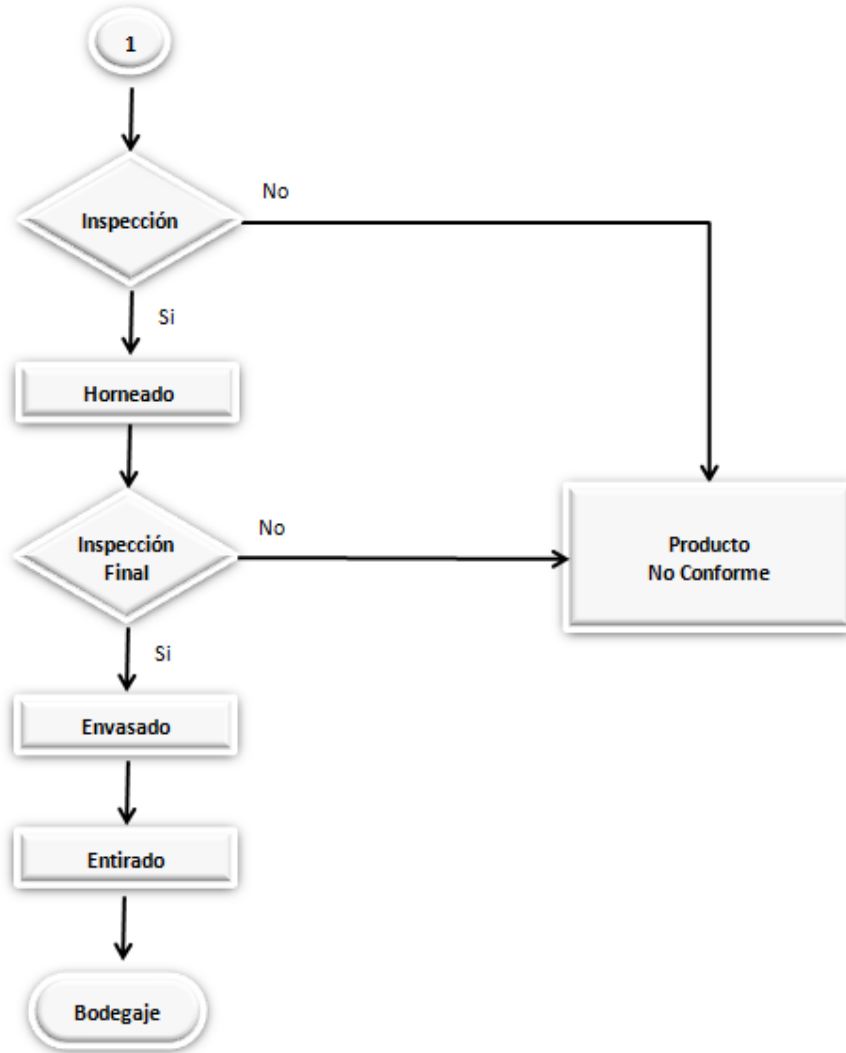 1
Inspección
No
Si
Horneado
Inspección
Final
No
Producto
No Conforme
Si
Envasado
Entirado
Bodegaje